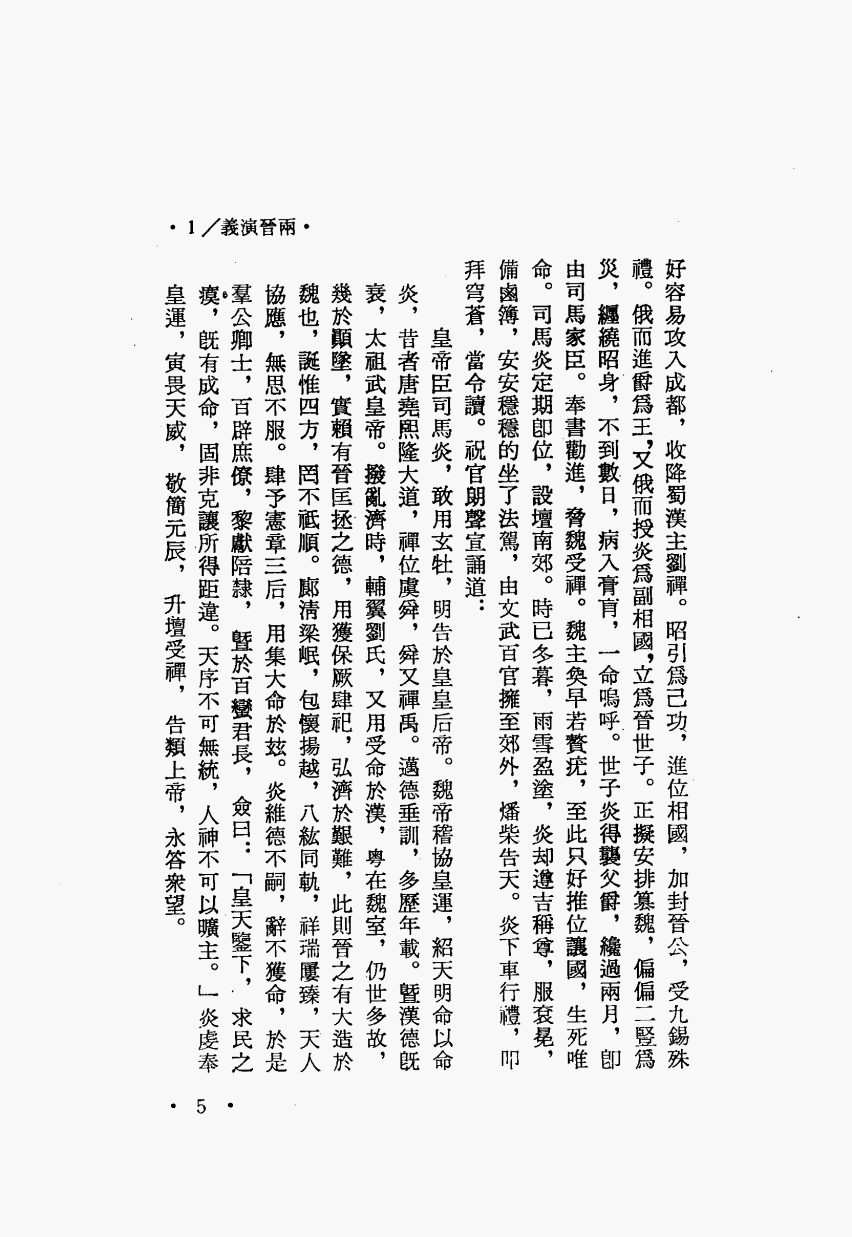 ·兩晉演義/1·
好容易攻入成都，收降蜀漢主劉禪。昭引爲己功，進位相國，加封晉公，受九錫殊
禮。俄而進爵爲王，又俄而授炎爲副相國，立爲晉世子。正擬安排篡魏，偏偏二豎爲
災，纏繞昭身，不到數日，病入膏肓，一命嗚呼。世子炎得襲父爵，纔過兩月，卽
由司馬家臣。奉書勸進，脅魏受禪。魏主奐早若贅疣，至此只好推位讓國，生死唯
命。司馬炎定期卽位，設壇南郊。時已冬暮，雨雪盈塗，炎却遵吉稱尊，服衮冕，
備鹵簿，安安穩穩的坐了法駕，由文武百官擁至郊外，燔柴告天。炎下車行禮，叩
拜穹蒼，當令讀。祝官朗聲宣誦道：
皇帝臣司馬炎，敢用玄牡，明告於皇皇后帝。魏帝稽協皇運，紹天明命以命
炎，昔者唐堯熙隆大道，禪位虞舜，舜又禪禹。邁德垂訓，多歷年載。曁漢德旣
衰，太祖武皇帝。撥亂濟時，輔翼劉氏，又用受命於漢，粵在魏室，仍世多故，
幾於顚墜，實賴有晉匡拯之德，用獲保厥肆祀，弘濟於艱難，此則晉之有大造於
魏也，誕惟四方，罔不祗順。廓淸梁岷，包懷揚越，八紘同軌，祥瑞屢臻，天人
協應，無思不服。肆予憲章三后，用集大命於玆。炎維德不嗣，辭不獲命，於是
羣公卿士，百辟庶僚，黎獻陪隸，曁於百蠻君長，僉曰：「皇天鑒下，求民之
瘼，旣有成命，固非克讓所得距違。天序不可無統，人神不可以曠主。」炎虔奉
皇運，寅畏天威，敬簡元辰，升壇受禪，告類上帝，永答衆望。
·5·